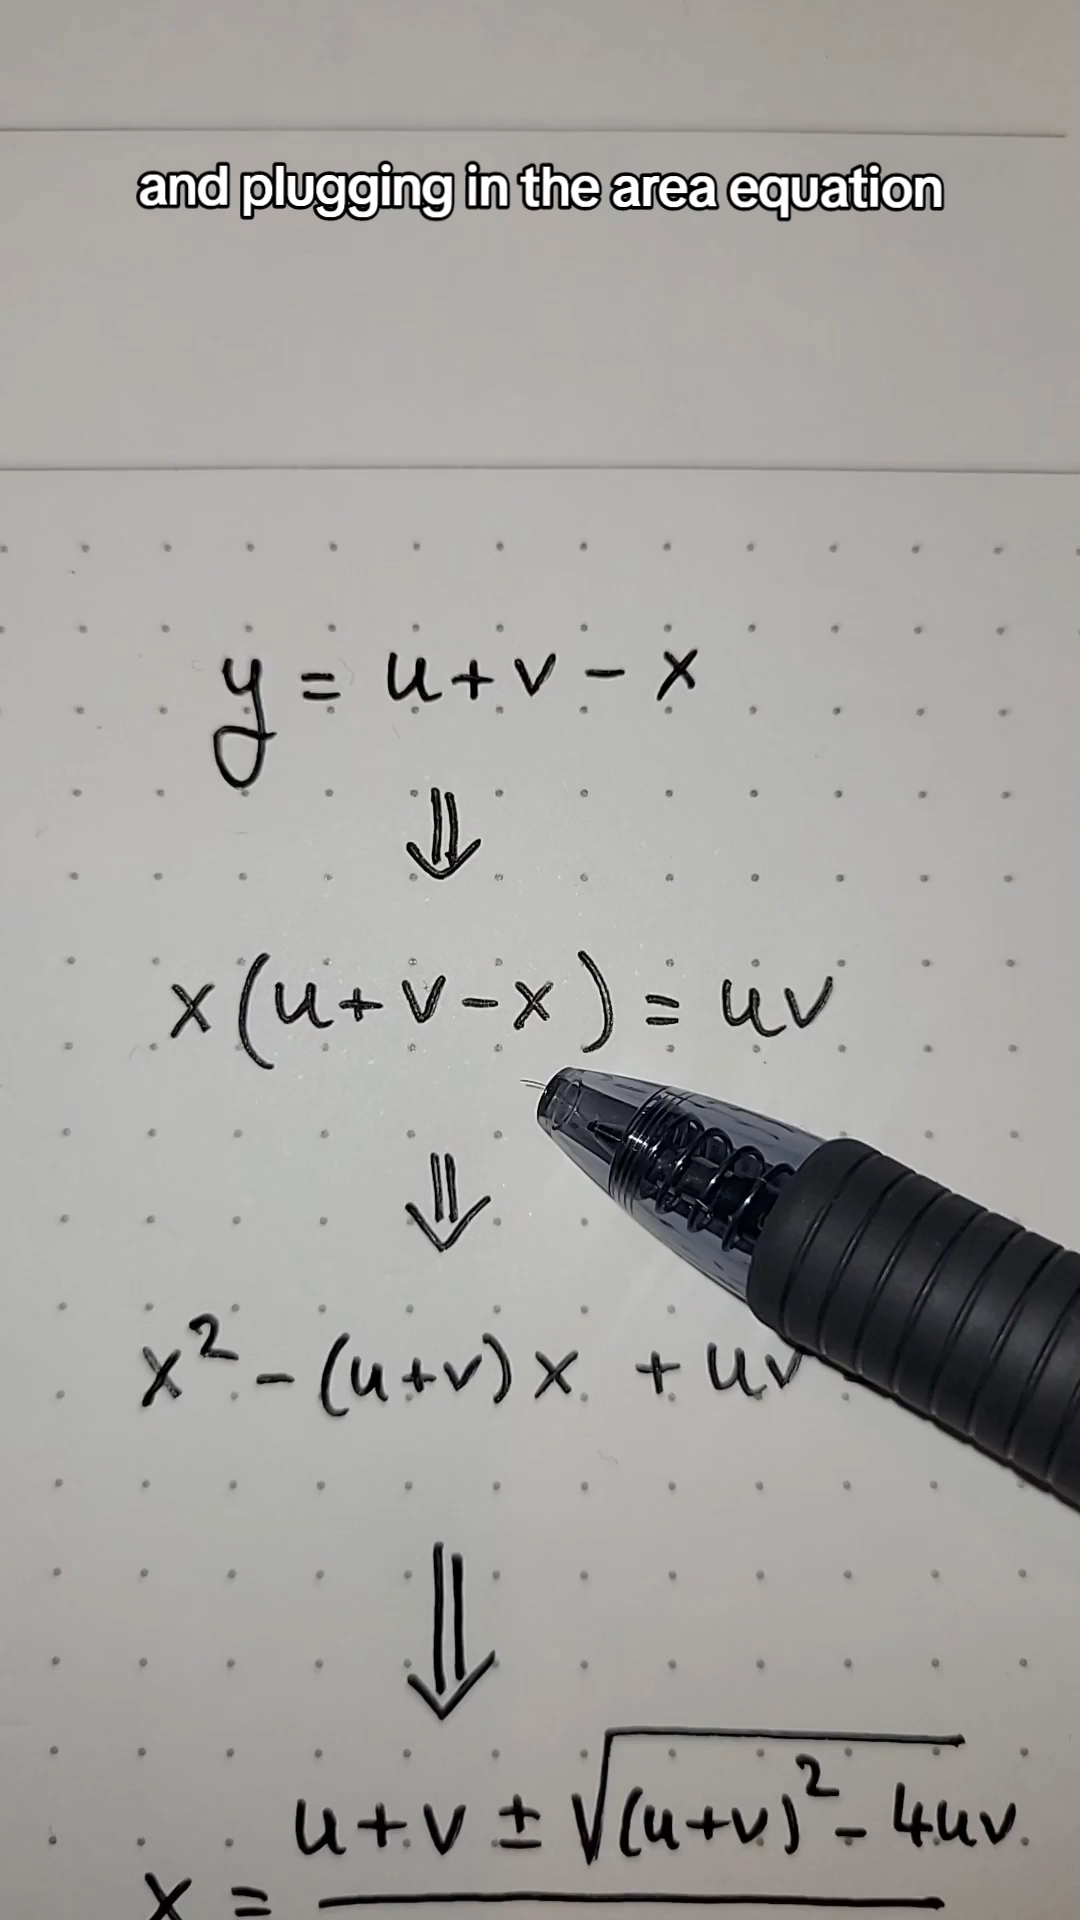 and plugging in the area equation
y = u+v - x
⇓
x(u+v-x) = uv
⇓
x² - (u+v)x + uv
⇓
u+v ± √(u+v)² - 4uv
x =